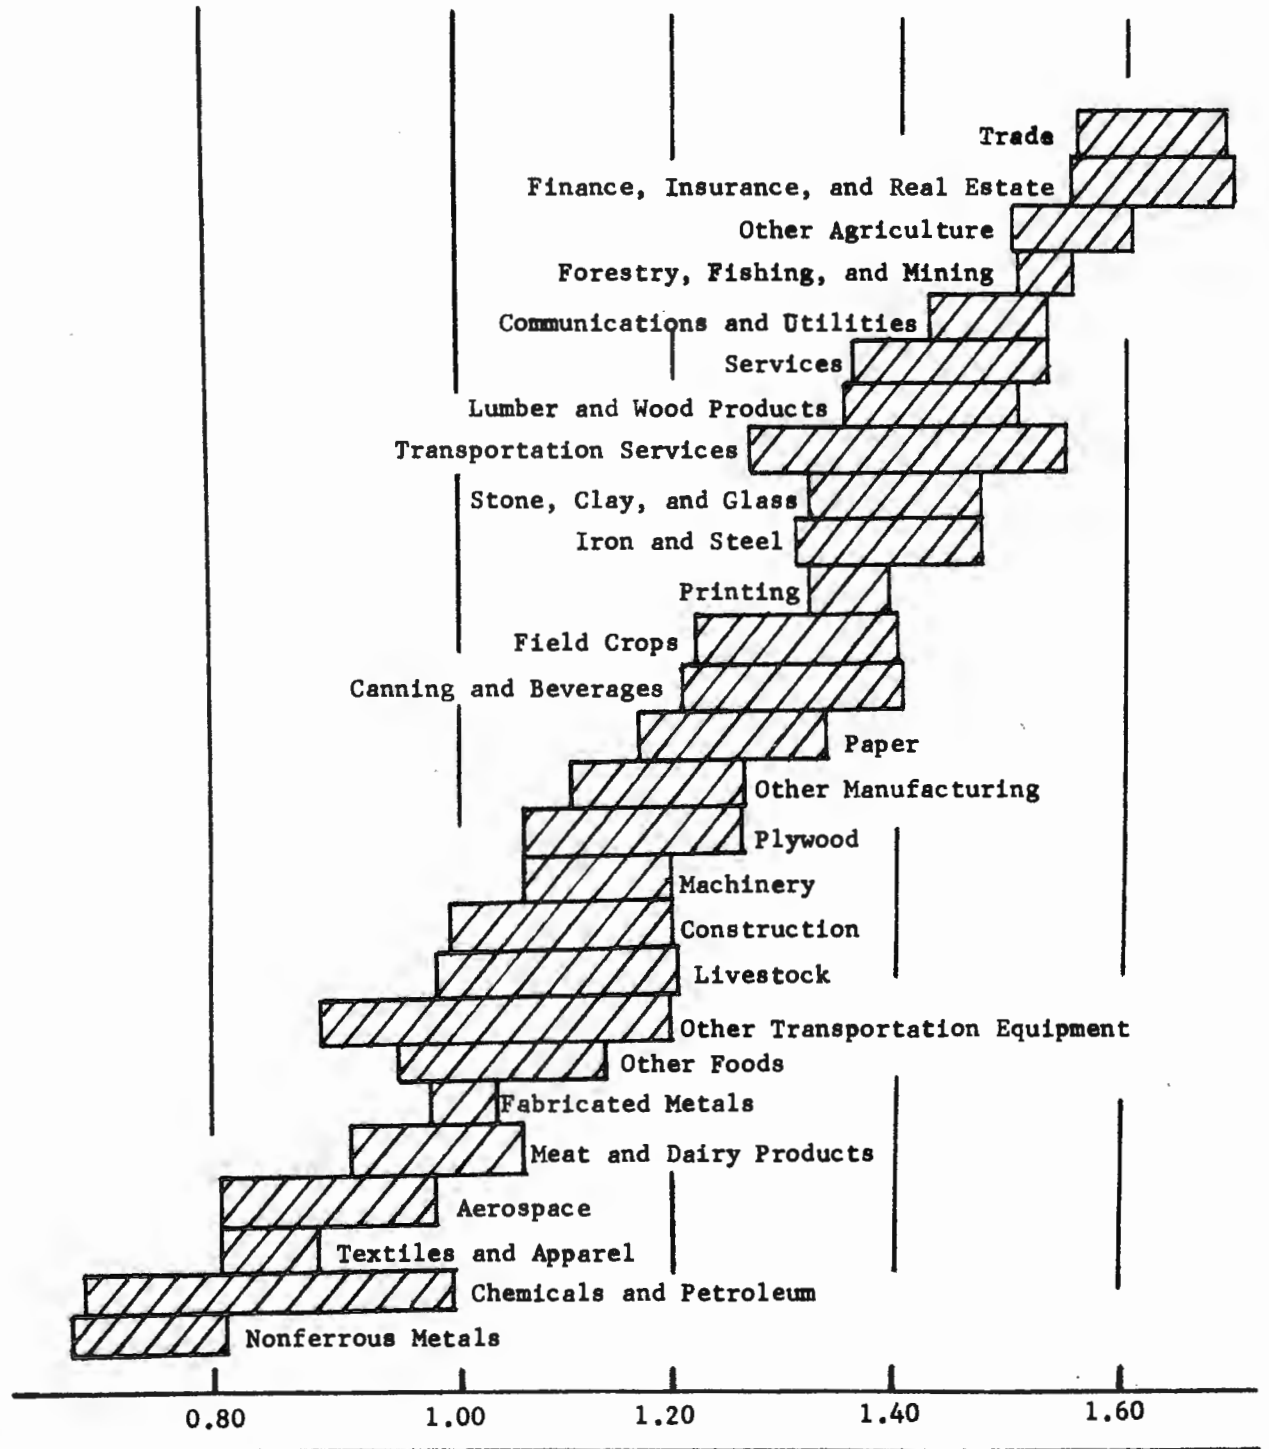 Trade
Finance, Insurance, and Real Estate
Other Agriculture
Forestry, Fishing, and Mining
Communications and Utilities
Services
Lumber and Wood Products
Transportation Services
Stone, Clay, and Glass
Iron and Steel
Printing
Field Crops
Canning and Beverages
Paper
Other Manufacturing
Plywood
Machinery
Construction
Livestock
Other Transportation Equipment
Other Foods
Fabricated Metals
Meat and Dairy Products
Aerospace
Textiles and Apparel
Chemicals and Petroleum
Nonferrous Metals
0.80 1.00 1.20 1.40 1.60